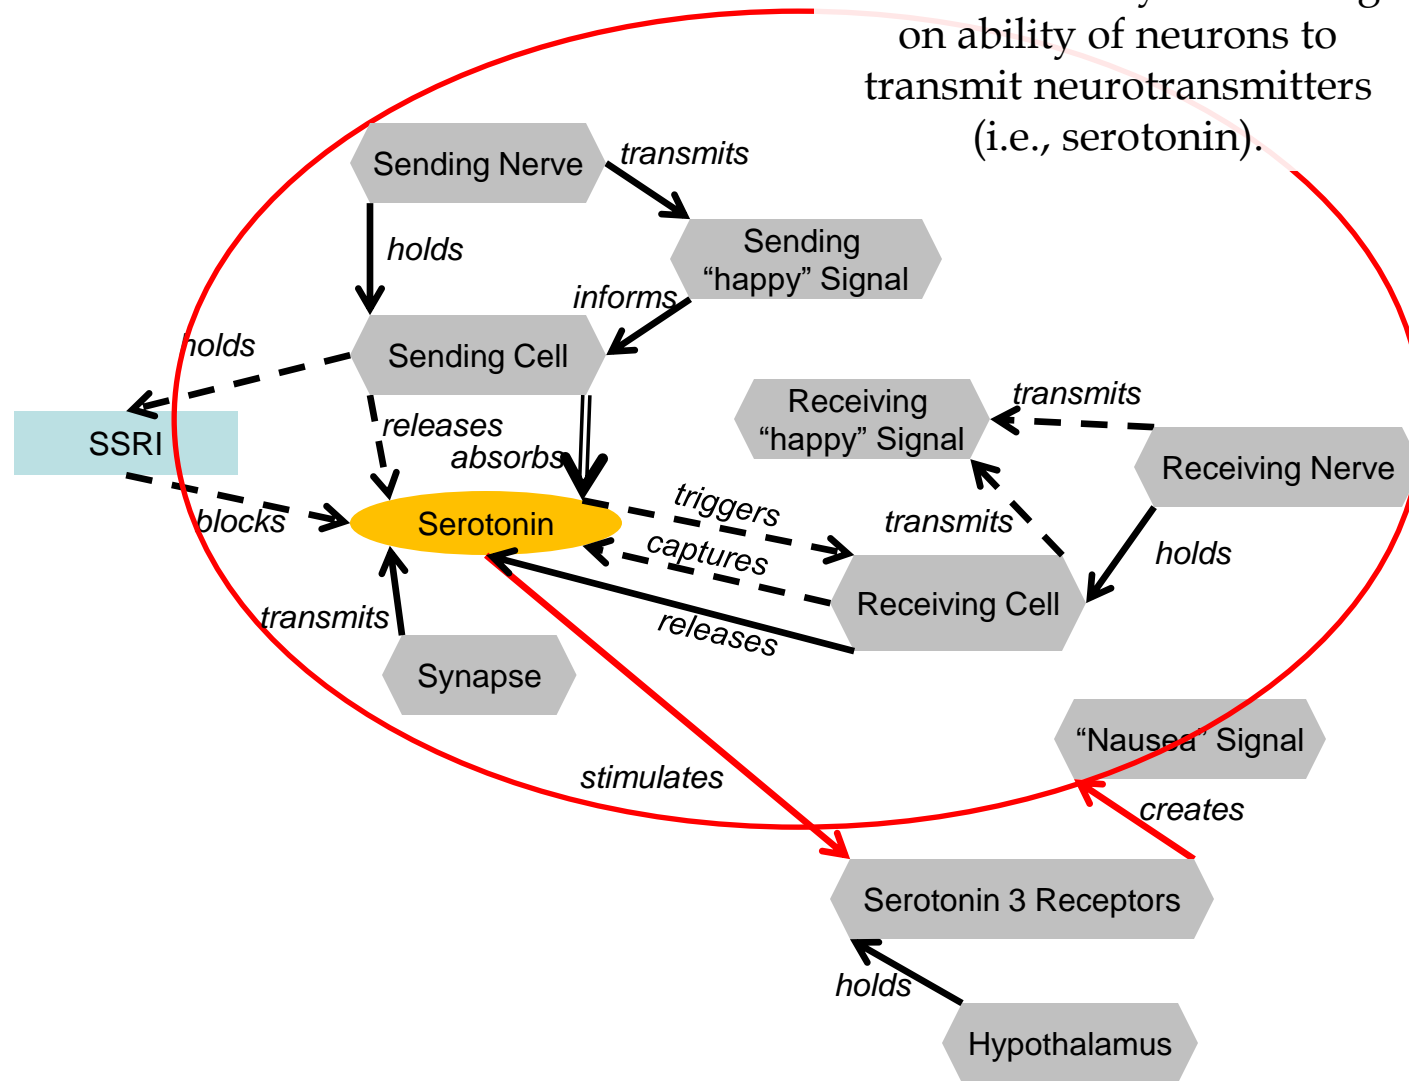 on ability of neurons to
transmit neurotransmitters
(i.e., serotonin).
Sending Nerve
transmits
holds
Sending
“happy” Signal
informs
holds
Sending Cell
SSRI
releases
absorbs
Receiving
“happy” Signal
transmits
Receiving Nerve
blocks
Serotonin
triggers
captures
transmits
holds
Receiving Cell
releases
transmits
Synapse
“Nausea” Signal
stimulates
creates
Serotonin 3 Receptors
holds
Hypothalamus